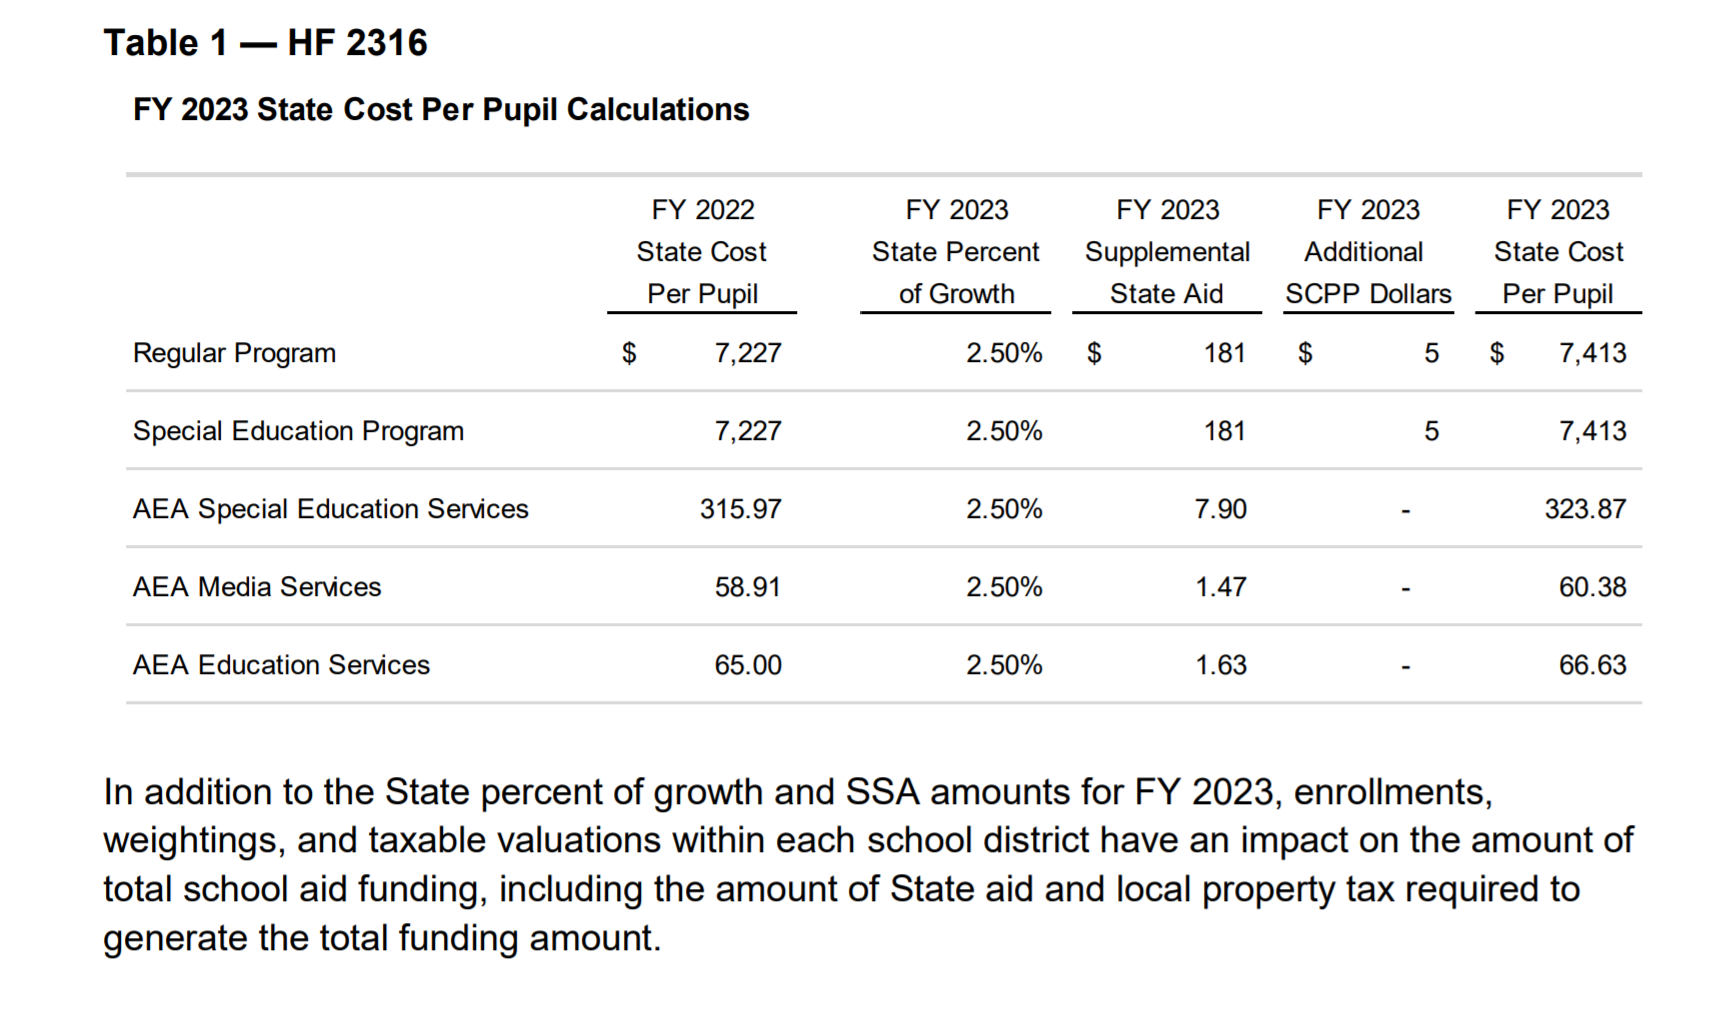 Table 1 — HF 2316
FY 2023 State Cost Per Pupil Calculations
FY 2022 FY 2023 FY 2023 FY 2023 FY 2023
State Cost State Percent Supplemental Additional State Cost
Per Pupil of Growth State Aid SCPP Dollars Per Pupil
Regular Program $ 7,227 2.50% $ 181 $ 5 $ 7,413
Special Education Program 7,227 2.50% 181 5 7,413
AEA Special Education Services 315.97 2.50% 7.90 - 323.87
AEA Media Services 58.91 2.50% 1.47 - 60.38
AEA Education Services 65.00 2.50% 1.63 - 66.63
In addition to the State percent of growth and SSA amounts for FY 2023, enrollments,
weightings, and taxable valuations within each school district have an impact on the amount of
total school aid funding, including the amount of State aid and local property tax required to
generate the total funding amount.